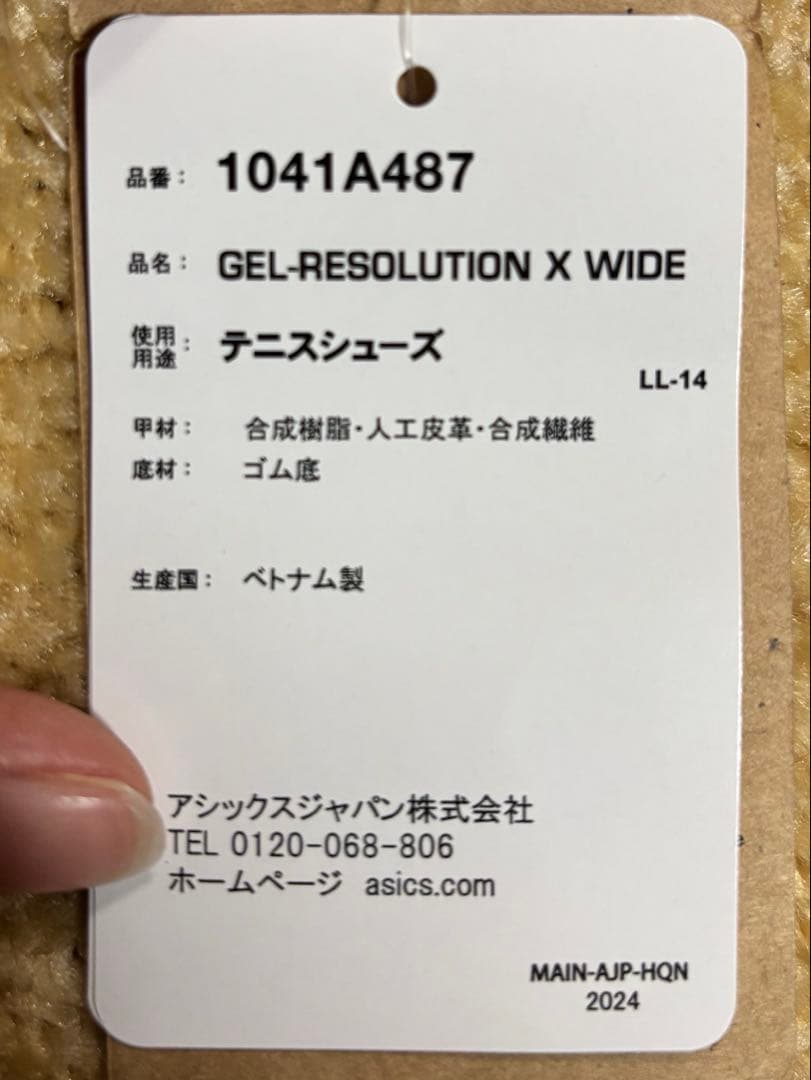 品番： 1041A487
品名： GEL-RESOLUTION X WIDE
使用用途： テニスシューズ
LL-14
甲材： 合成樹脂・人工皮革・合成繊維
底材： ゴム底
生産国： ベトナム製
アシックスジャパン株式会社
TEL 0120-068-806
ホームページ asics.com
MAIN-AJP-HQN
2024